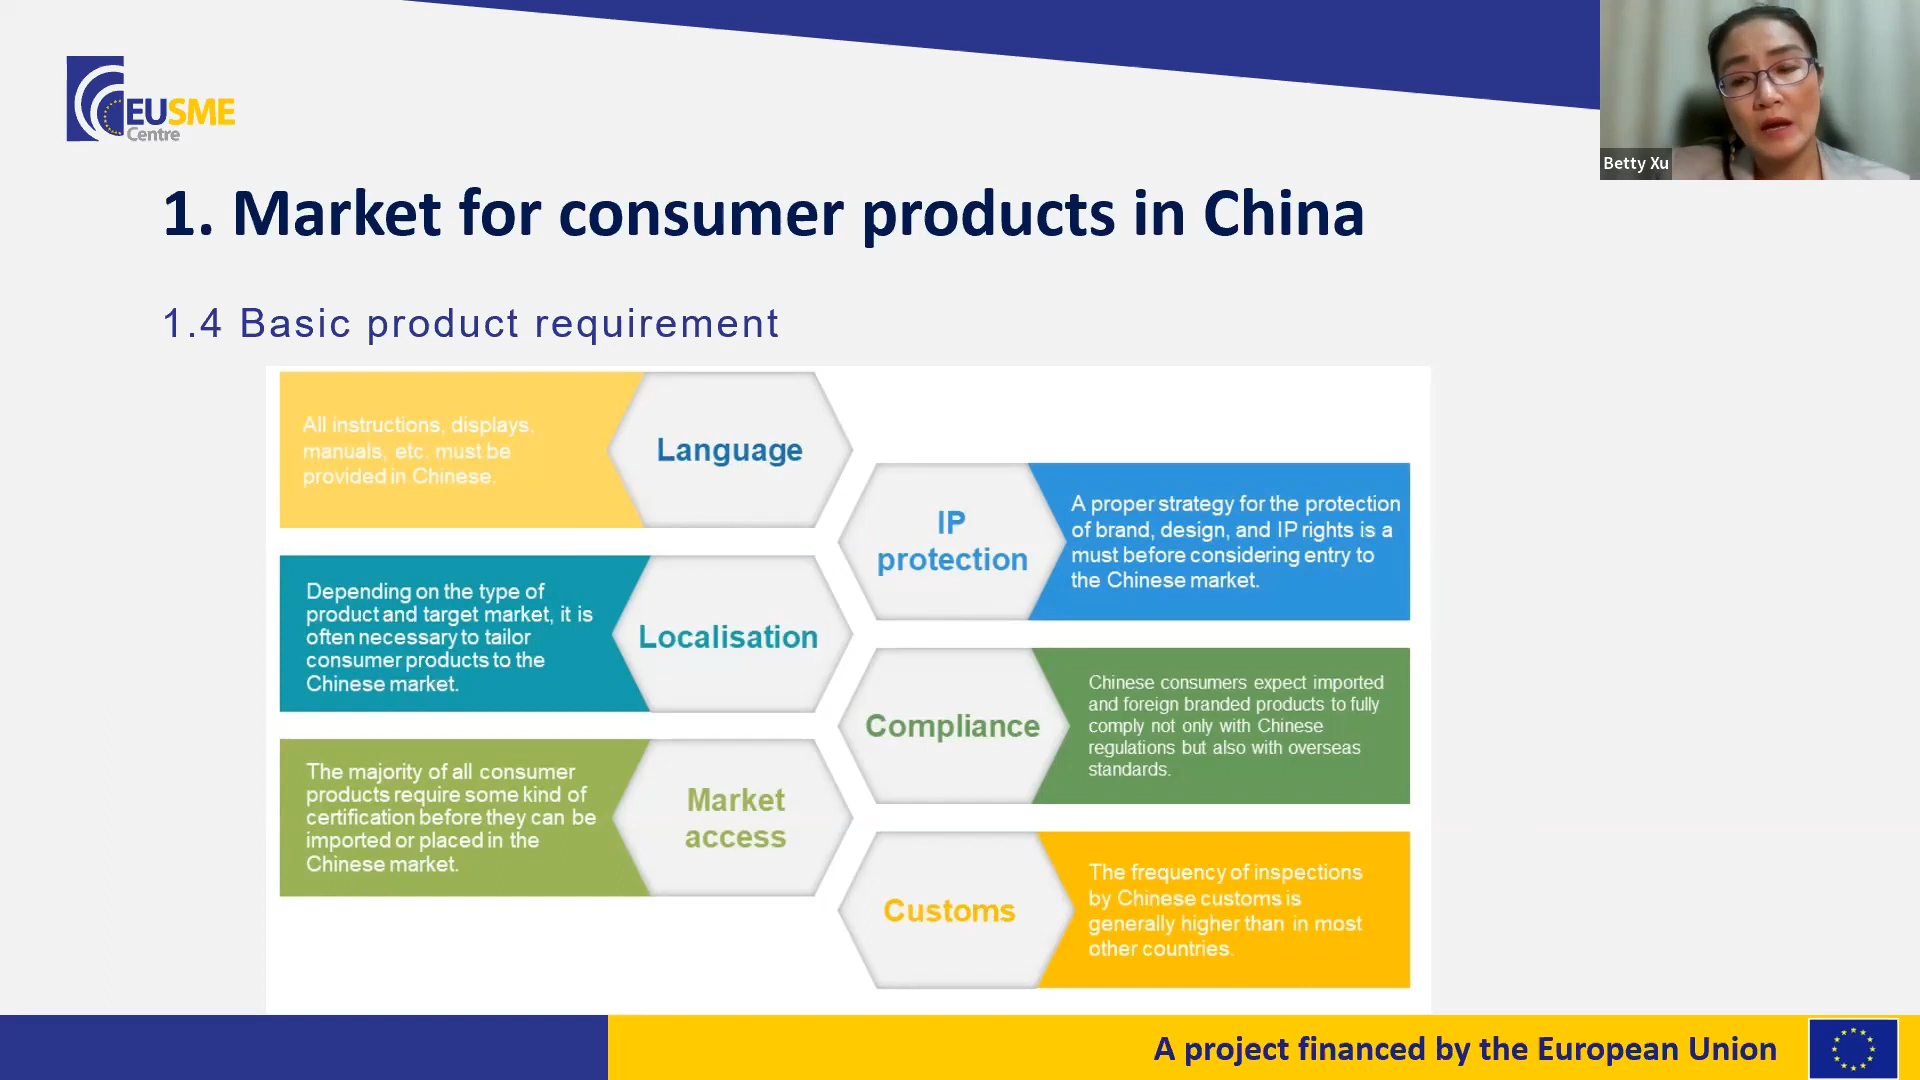 EUSME
Centre
Betty Xu
1. Market for consumer products in China
1.4 Basic product requirement
All instructions, displays,
manuals, etc. must be
provided in Chinese.
Language
IP
protection
A proper strategy for the protection
of brand, design, and IP rights is a
must before considering entry to
the Chinese market.
Depending on the type of
product and target market, it is
often necessary to tailor
consumer products to the
Chinese market.
Localisation
Compliance
Chinese consumers expect imported
and foreign branded products to fully
comply not only with Chinese
regulations but also with overseas
standards.
The majority of all consumer
products require some kind of
certification before they can be
imported or placed in the
Chinese market.
Market
access
Customs
The frequency of inspections
by Chinese customs is
generally higher than in most
other countries.
A project financed by the European Union